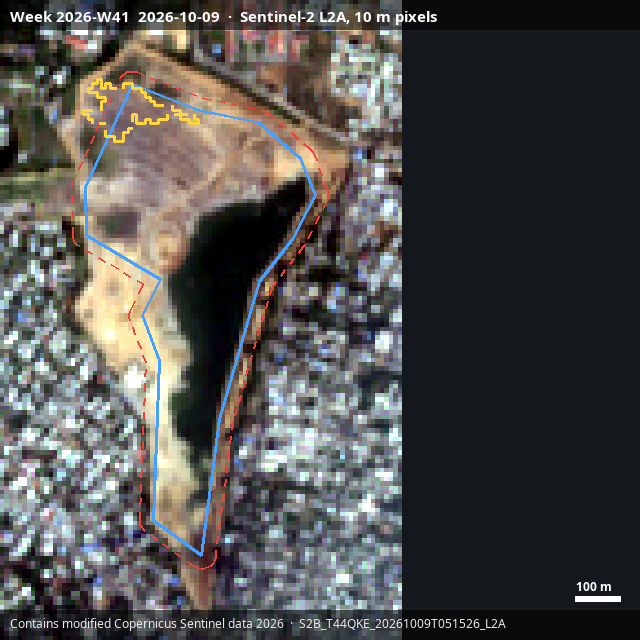 Week 2026-W41  2026-10-09  ·  Sentinel-2 L2A, 10 m pixels
100 m
Contains modified Copernicus Sentinel data 2026  ·  S2B_T44QKE_20261009T051526_L2A